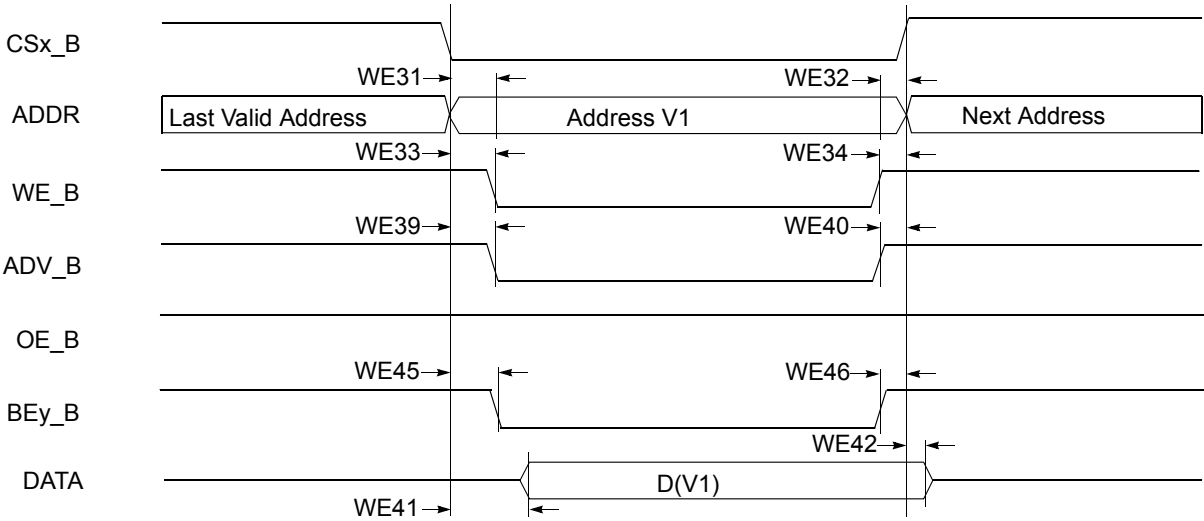 CSx_B
WE31
WE32
ADDR
Last Valid Address
Address V1
Next Address
WE33
WE34
WE_B
WE39
WE40
ADV_B
OE_B
WE45
WE46
BEy_B
WE42
DATA
D(V1)
WE41